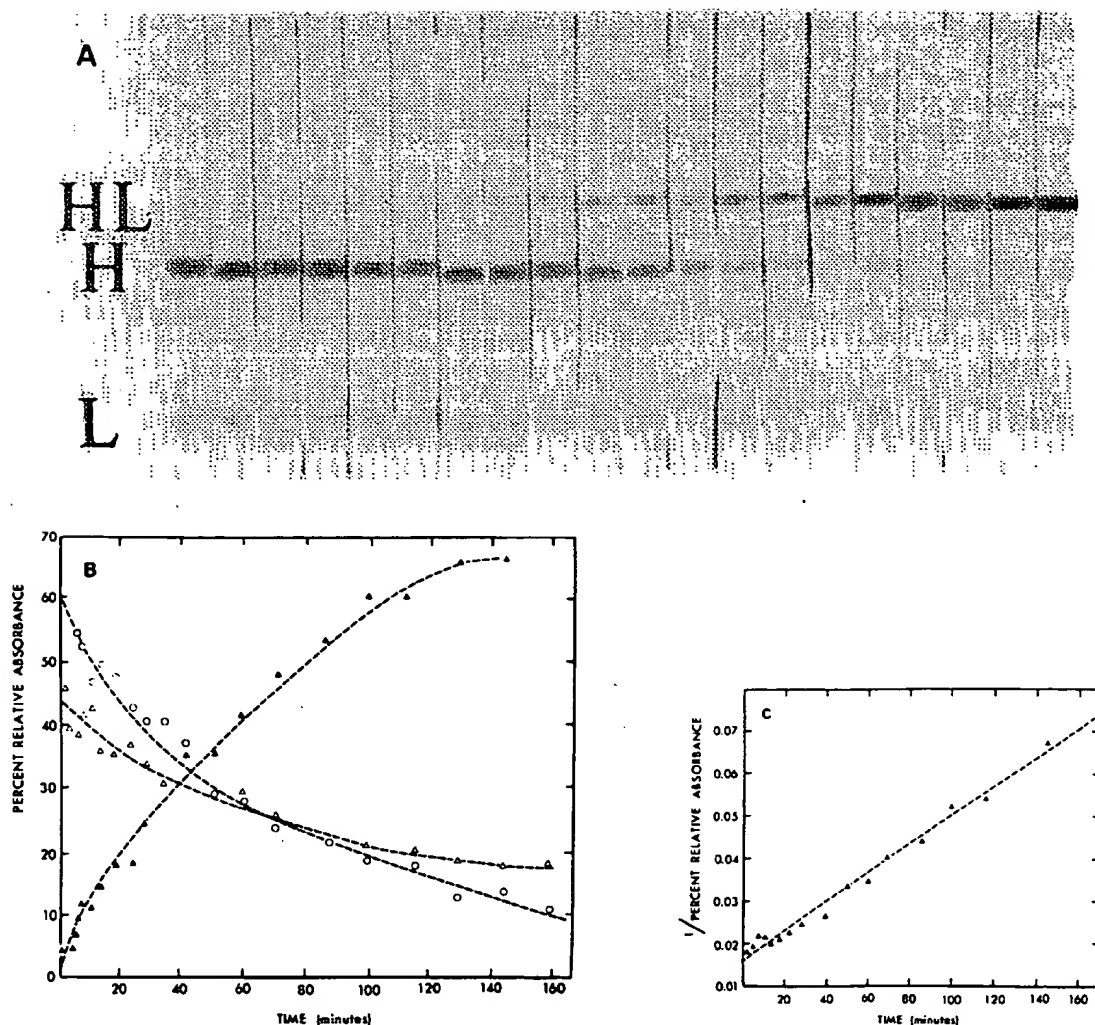 A
HL
H
L
B
PERCENT RELATIVE ABSORBANCE
70
60
50
40
30
20
10
0
20 40 60 80 100 120 140 160
TIME (minutes)
C
1/PERCENT RELATIVE ABSORBANCE
0.07
0.06
0.05
0.04
0.03
0.02
0.01
20 40 60 80 100 120 140 160
TIME (minutes)